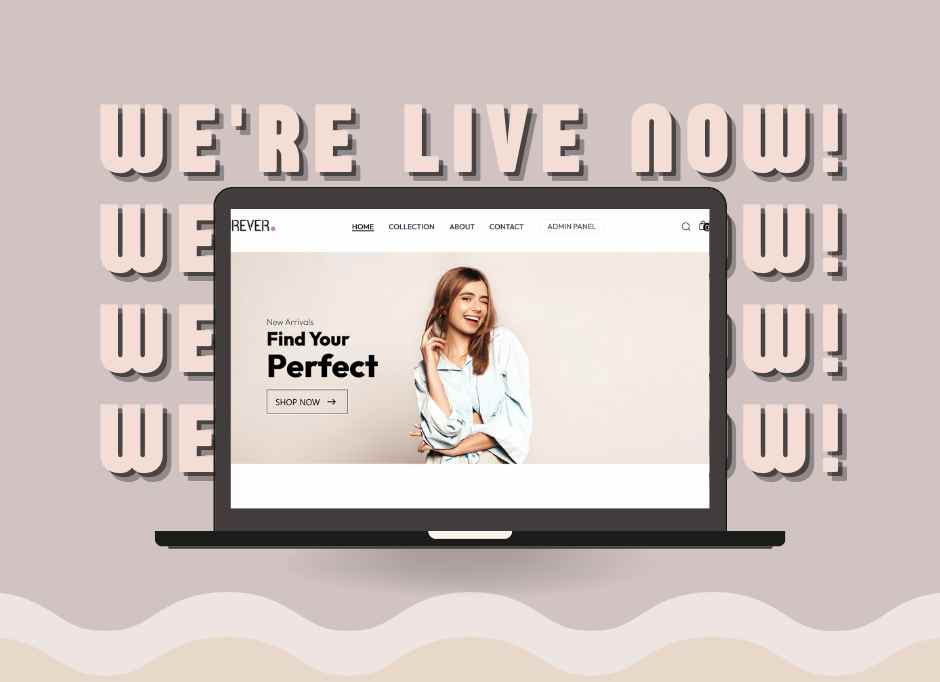 WE'RE LIVE NOW!
WE
OW!
WE
OW!
WE
OW!
REVER.
HOME COLLECTION ABOUT CONTACT ADMIN PANEL
New Arrivals
Find Your
Perfect
SHOP NOW →